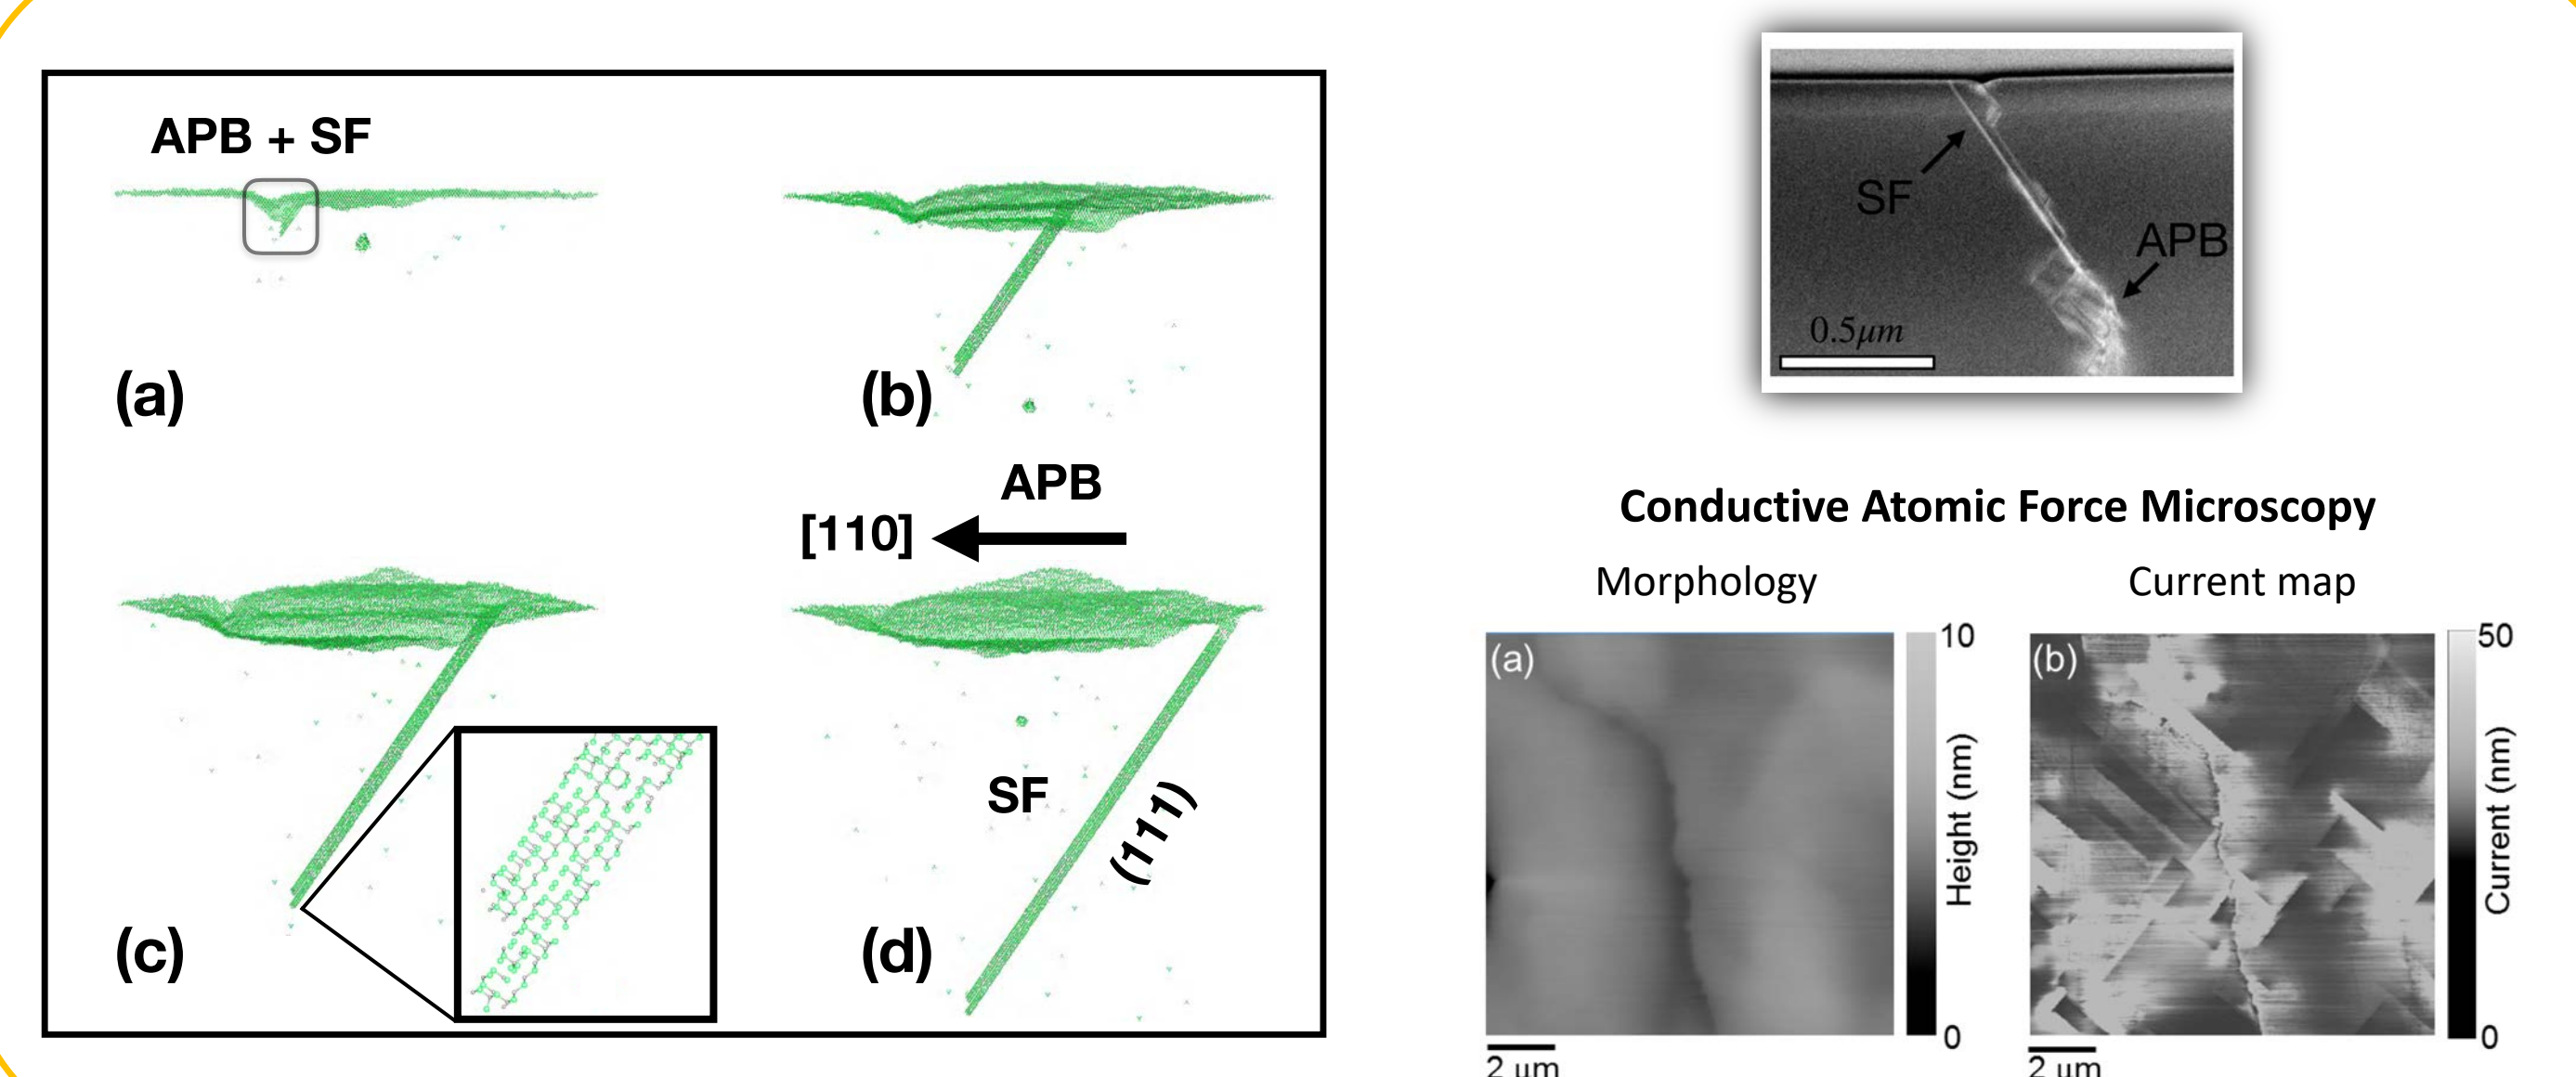 APB + SF
(a)
(b)
APB
[110]
(c)
SF
(111)
(d)
SF
APB
0.5μm
Conductive Atomic Force Microscopy
Morphology
Current map
(a)
10
Height (nm)
0
2 μm
(b)
50
Current (nm)
0
2 μm